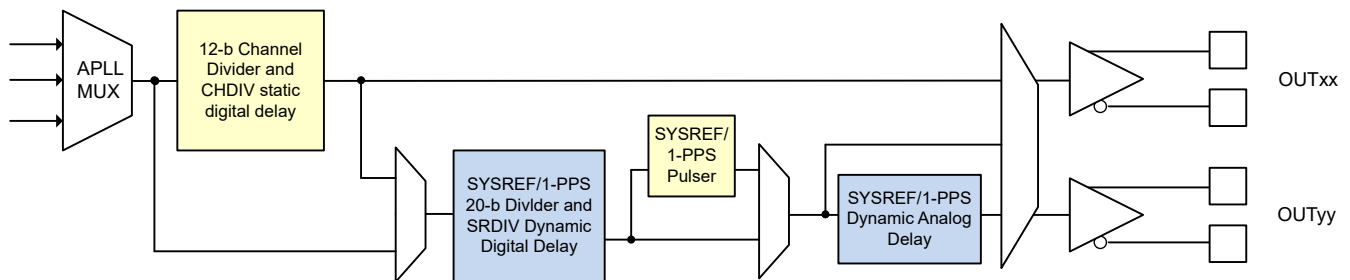 APLL
MUX
12-b Channel
Divider and
CHDIV static
digital delay
SYSREF/1-PPS
20-b Divlder and
SRDIV Dynamic
Digital Delay
SYSREF/
1-PPS
Pulser
SYSREF/1-PPS
Dynamic Analog
Delay
OUTxx
OUTyy